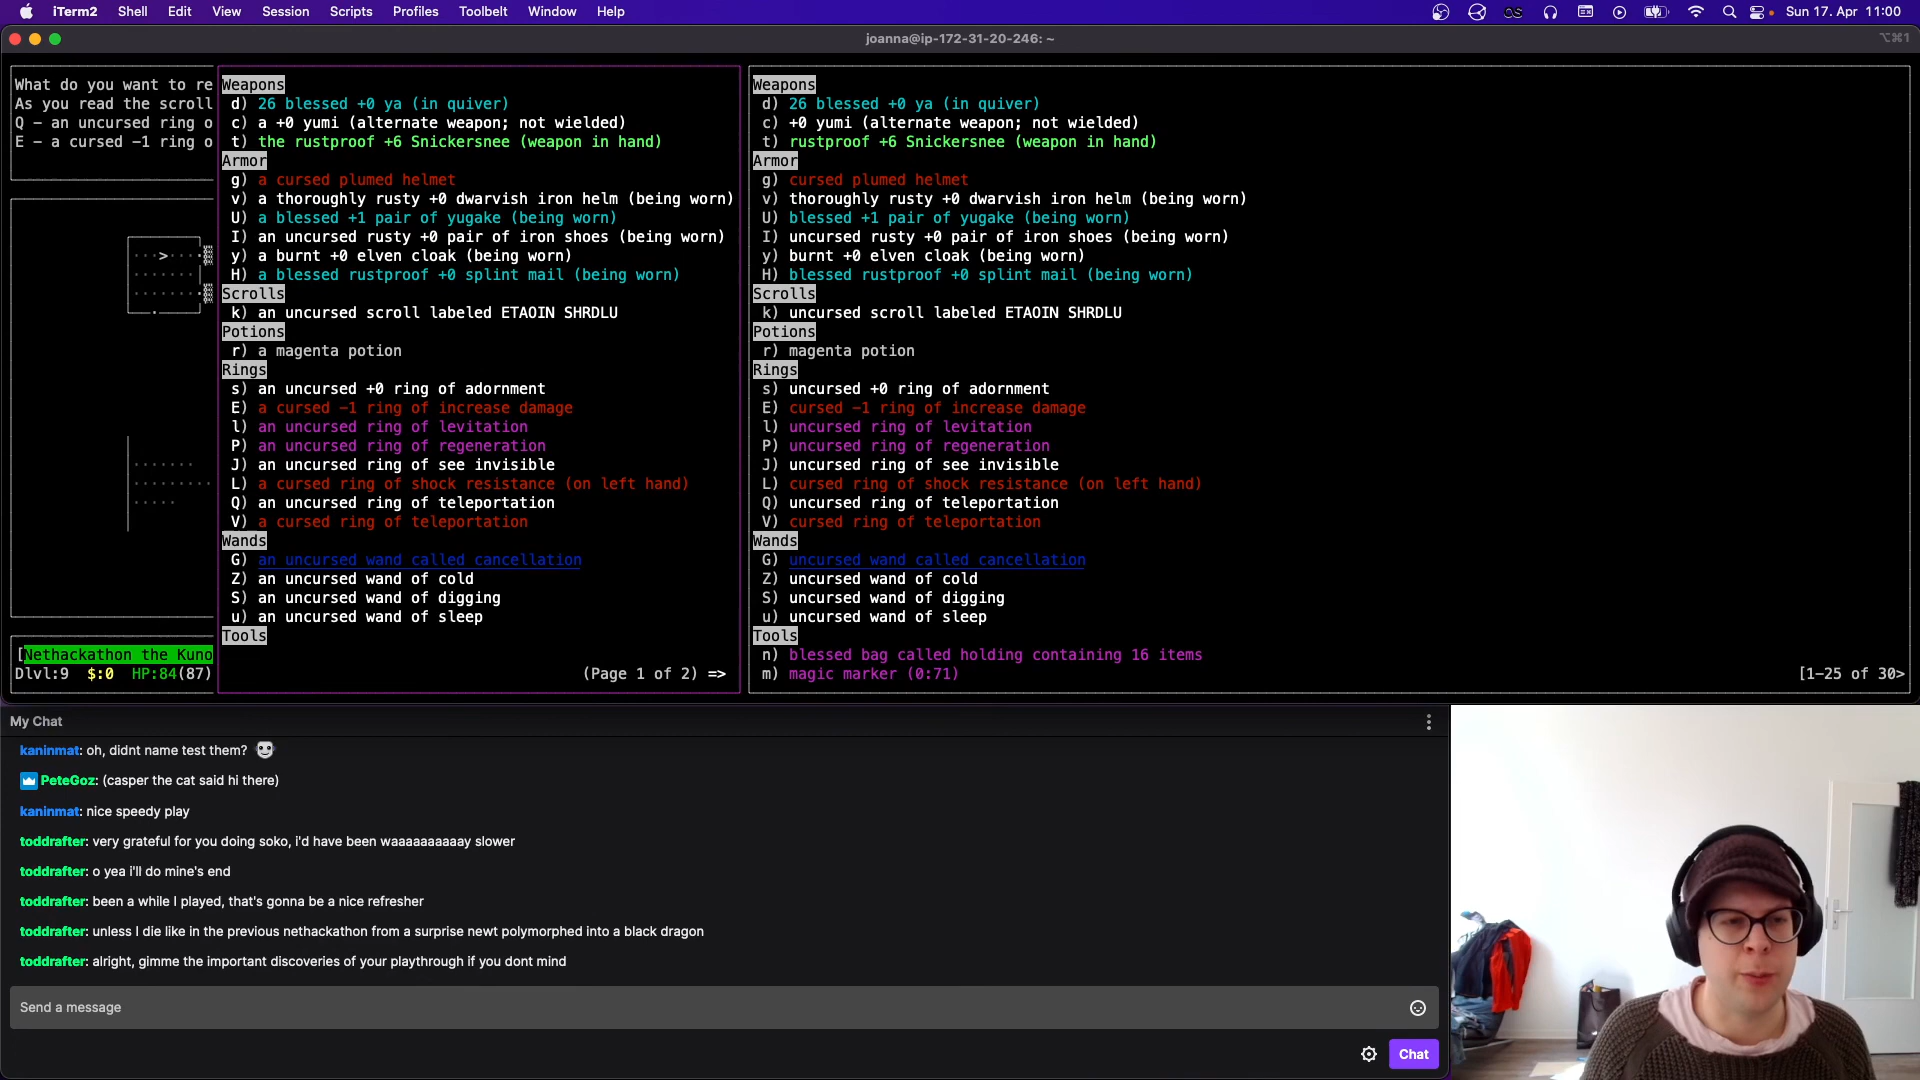 iTerm2 Shell Edit View Session Scripts Profiles Toolbelt Window Help Sun 17. Apr 11:00
joanna@ip-172-31-20-246: ~ ⌥⌘1
What do you want to re
As you read the scroll
Q - an uncursed ring o
E - a cursed -1 ring o
···>····
[Nethackathon the Kuno
Dlvl:9 $:0 HP:84(87)
Weapons
d) 26 blessed +0 ya (in quiver)
c) a +0 yumi (alternate weapon; not wielded)
t) the rustproof +6 Snickersnee (weapon in hand)
Armor
g) a cursed plumed helmet
v) a thoroughly rusty +0 dwarvish iron helm (being worn)
U) a blessed +1 pair of yugake (being worn)
I) an uncursed rusty +0 pair of iron shoes (being worn)
y) a burnt +0 elven cloak (being worn)
H) a blessed rustproof +0 splint mail (being worn)
Scrolls
k) an uncursed scroll labeled ETAOIN SHRDLU
Potions
r) a magenta potion
Rings
s) an uncursed +0 ring of adornment
E) a cursed -1 ring of increase damage
l) an uncursed ring of levitation
P) an uncursed ring of regeneration
J) an uncursed ring of see invisible
L) a cursed ring of shock resistance (on left hand)
Q) an uncursed ring of teleportation
V) a cursed ring of teleportation
Wands
G) an uncursed wand called cancellation
Z) an uncursed wand of cold
S) an uncursed wand of digging
u) an uncursed wand of sleep
Tools
(Page 1 of 2) =>
Weapons
d) 26 blessed +0 ya (in quiver)
c) +0 yumi (alternate weapon; not wielded)
t) rustproof +6 Snickersnee (weapon in hand)
Armor
g) cursed plumed helmet
v) thoroughly rusty +0 dwarvish iron helm (being worn)
U) blessed +1 pair of yugake (being worn)
I) uncursed rusty +0 pair of iron shoes (being worn)
y) burnt +0 elven cloak (being worn)
H) blessed rustproof +0 splint mail (being worn)
Scrolls
k) uncursed scroll labeled ETAOIN SHRDLU
Potions
r) magenta potion
Rings
s) uncursed +0 ring of adornment
E) cursed -1 ring of increase damage
l) uncursed ring of levitation
P) uncursed ring of regeneration
J) uncursed ring of see invisible
L) cursed ring of shock resistance (on left hand)
Q) uncursed ring of teleportation
V) cursed ring of teleportation
Wands
G) uncursed wand called cancellation
Z) uncursed wand of cold
S) uncursed wand of digging
u) uncursed wand of sleep
Tools
n) blessed bag called holding containing 16 items
m) magic marker (0:71) [1-25 of 30>
My Chat
kaninmat: oh, didnt name test them?
PeteGoz: (casper the cat said hi there)
kaninmat: nice speedy play
toddrafter: very grateful for you doing soko, i'd have been waaaaaaaaaay slower
toddrafter: o yea i'll do mine's end
toddrafter: been a while I played, that's gonna be a nice refresher
toddrafter: unless I die like in the previous nethackathon from a surprise newt polymorphed into a black dragon
toddrafter: alright, gimme the important discoveries of your playthrough if you dont mind
Send a message
Chat